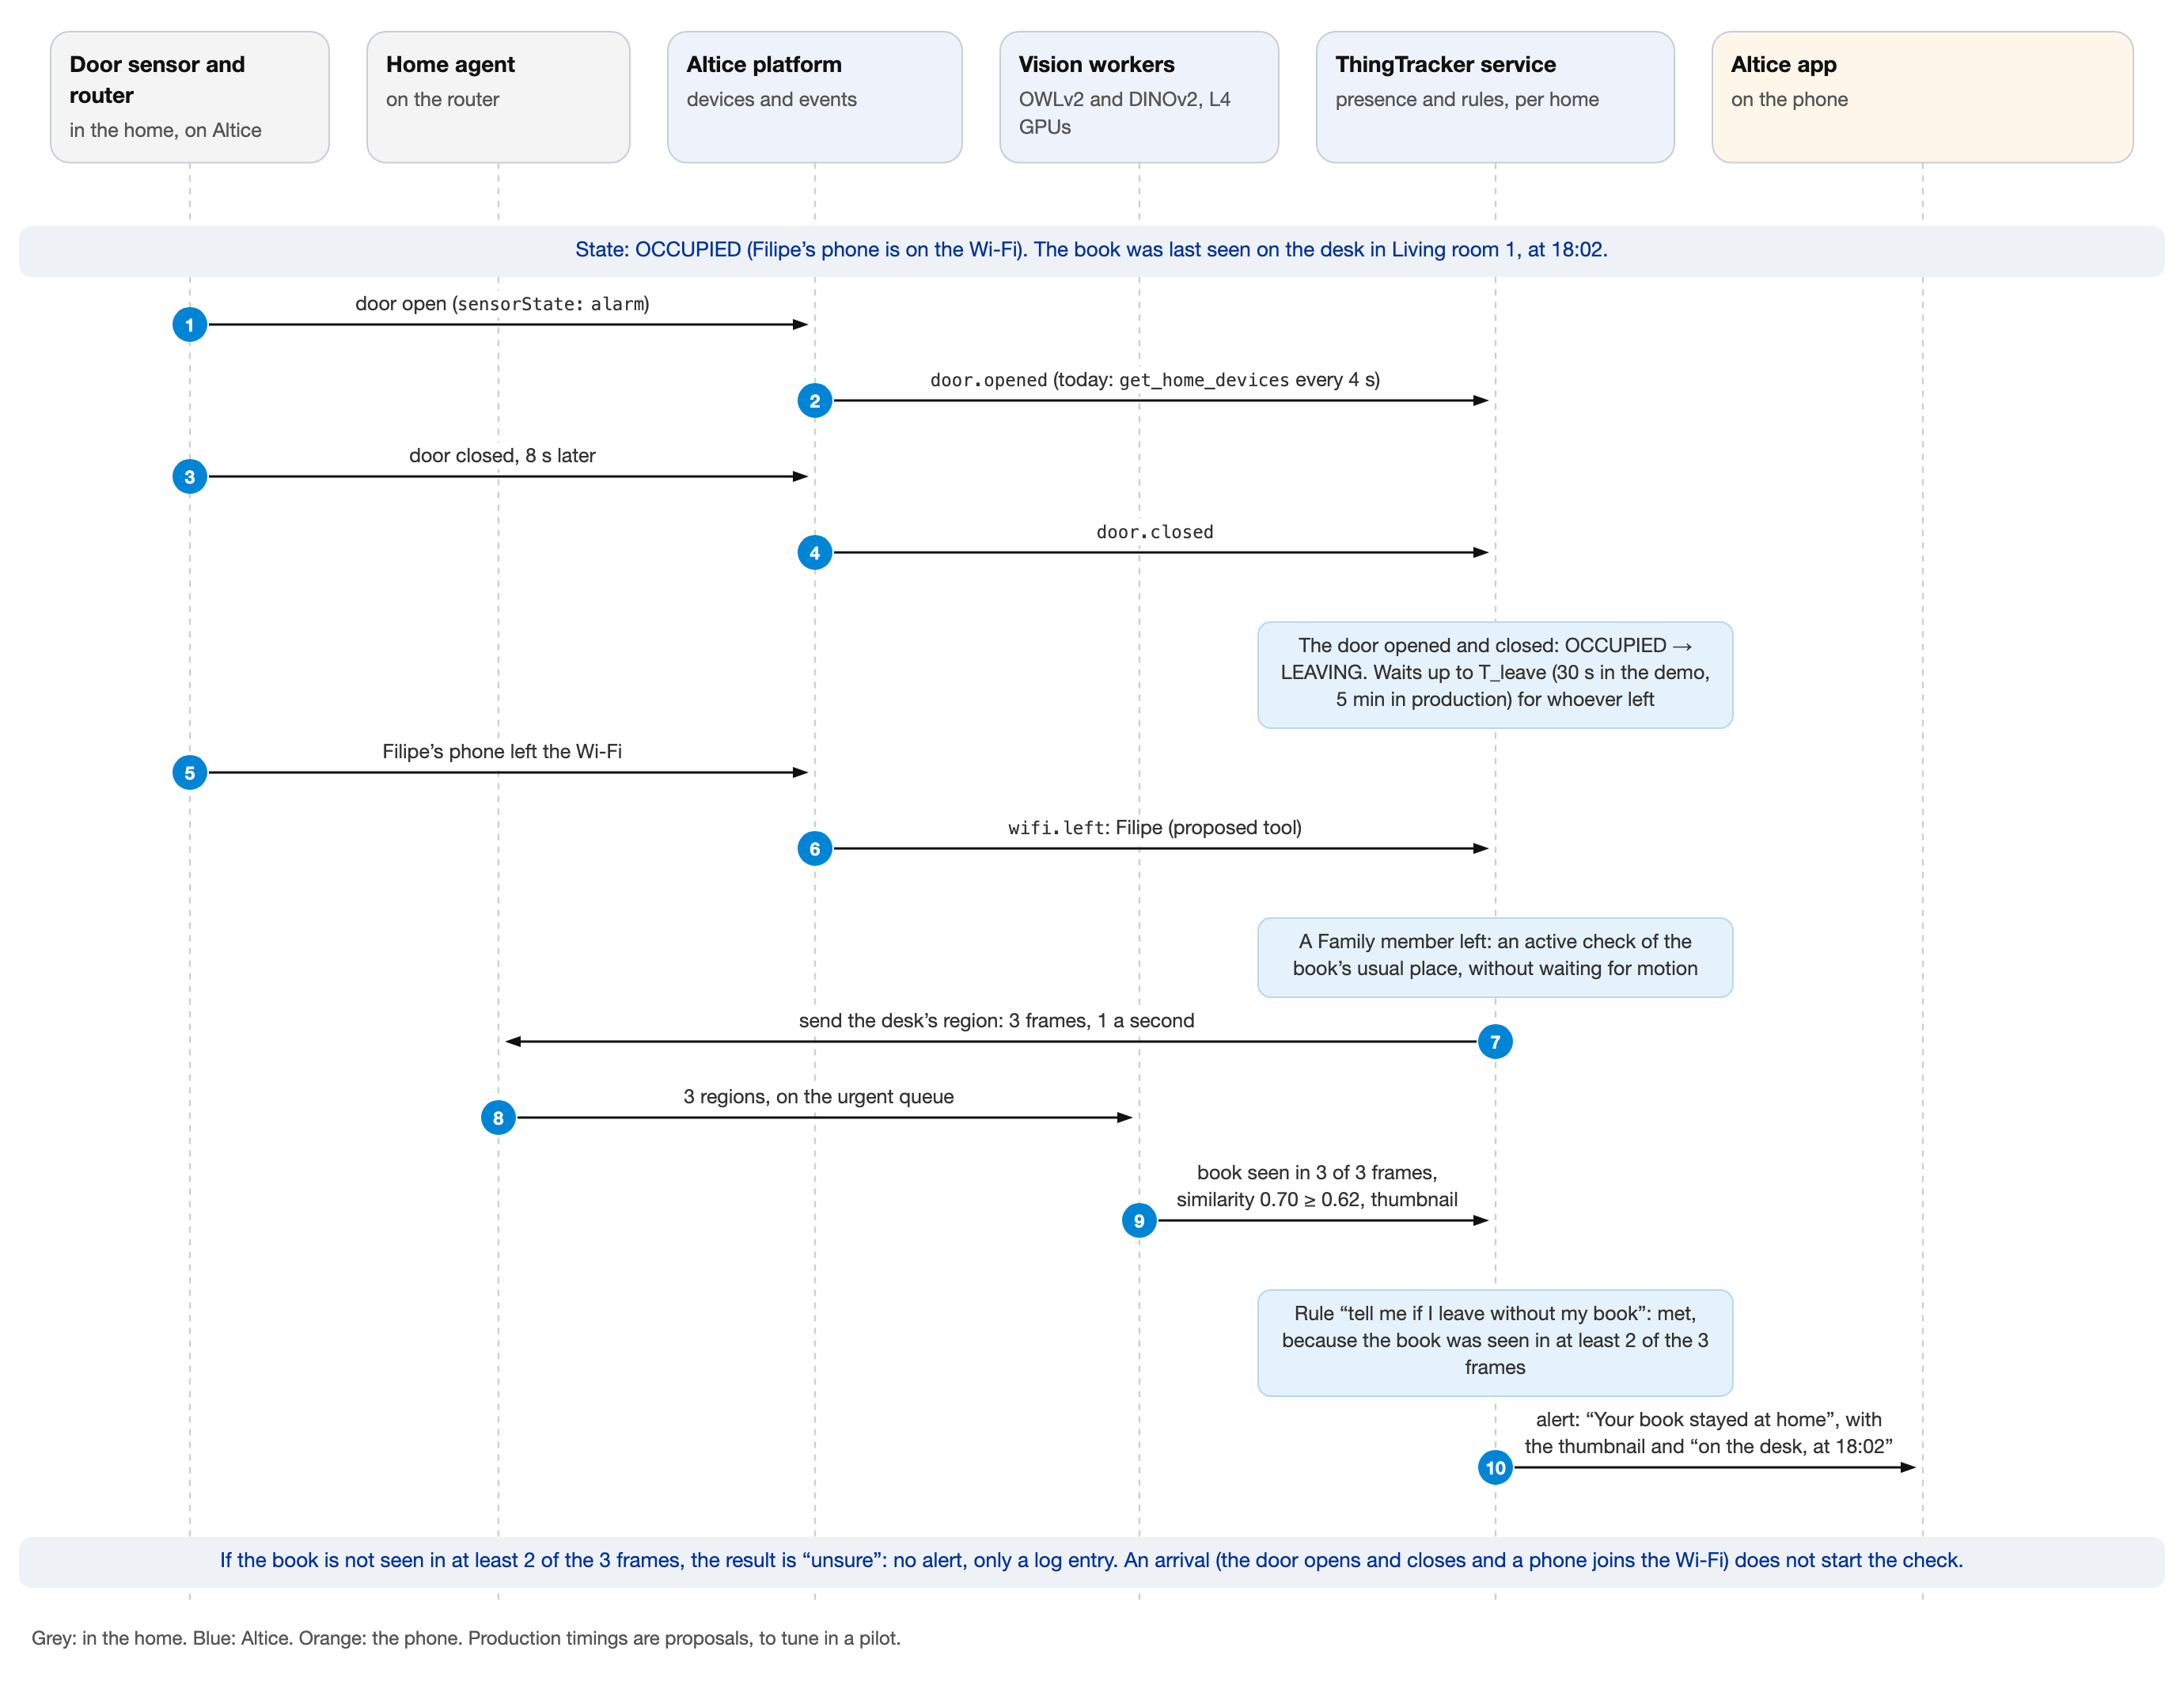 Door sensor and
router
in the home, on Altice
Home agent
on the router
Altice platform
devices and events
Vision workers
OWLv2 and DINOv2, L4
GPUs
ThingTracker service
presence and rules, per home
Altice app
on the phone
State: OCCUPIED (Filipe’s phone is on the Wi-Fi). The book was last seen on the desk in Living room 1, at 18:02.
door open (sensorState: alarm)
1
door.opened (today: get_home_devices every 4 s)
2
door closed, 8 s later
3
door.closed
4
The door opened and closed: OCCUPIED →
LEAVING. Waits up to T_leave (30 s in the demo,
5 min in production) for whoever left
Filipe’s phone left the Wi-Fi
5
wifi.left: Filipe (proposed tool)
6
A Family member left: an active check of the
book’s usual place, without waiting for motion
send the desk’s region: 3 frames, 1 a second
7
3 regions, on the urgent queue
8
book seen in 3 of 3 frames,
similarity 0.70 ≥ 0.62, thumbnail
9
Rule “tell me if I leave without my book”: met,
because the book was seen in at least 2 of the 3
frames
alert: “Your book stayed at home”, with
the thumbnail and “on the desk, at 18:02”
10
If the book is not seen in at least 2 of the 3 frames, the result is “unsure”: no alert, only a log entry. An arrival (the door opens and closes and a phone joins the Wi-Fi) does not start the check.
Grey: in the home. Blue: Altice. Orange: the phone. Production timings are proposals, to tune in a pilot.